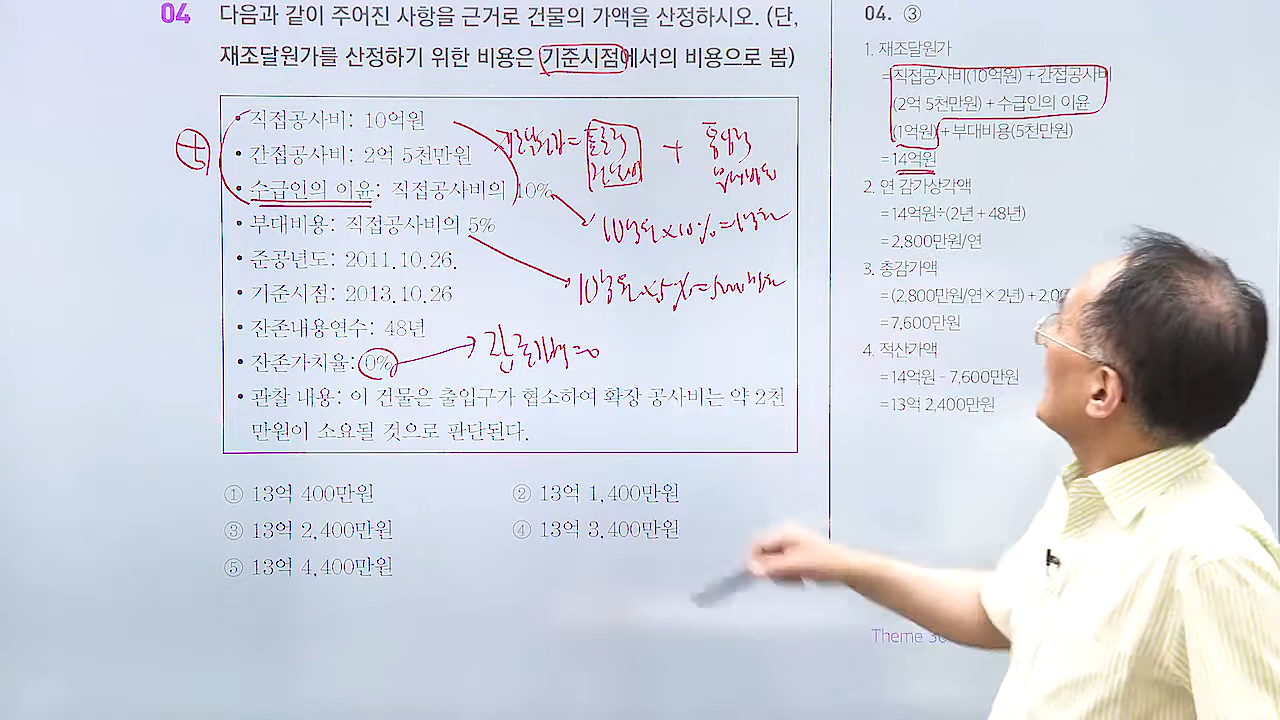 04 다음과 같이 주어진 사항을 근거로 건물의 가액을 산정하시오. (단,
재조달원가를 산정하기 위한 비용은 기준시점에서의 비용으로 봄)
• 직접공사비: 10억원
• 간접공사비: 2억 5천만원
• 수급인의 이윤: 직접공사비의 10%
• 부대비용: 직접공사비의 5%
• 준공년도: 2011.10.26.
• 기준시점: 2013.10.26
• 잔존내용연수: 48년
• 잔존가치율: 0%
• 관찰 내용: 이 건물은 출입구가 협소하여 확장 공사비는 약 2천
만원이 소요될 것으로 판단된다.
+
10억원×10%=1억원
10억원×5%=5000만원
① 13억 400만원
② 13억 1,400만원
③ 13억 2,400만원
④ 13억 3,400만원
⑤ 13억 4,400만원
04. ③
1. 재조달원가
=직접공사비(10억원) + 간접공사비
(2억 5천만원) + 수급인의 이윤
(1억원) + 부대비용(5천만원)
=14억원
2. 연 감가상각액
=14억원÷(2년 + 48년)
=2,800만원/연
3. 총감가액
=(2,800만원/연×2년) + 2,00
=7,600만원
4. 적산가액
=14억원-7,600만원
=13억 2,400만원
Theme